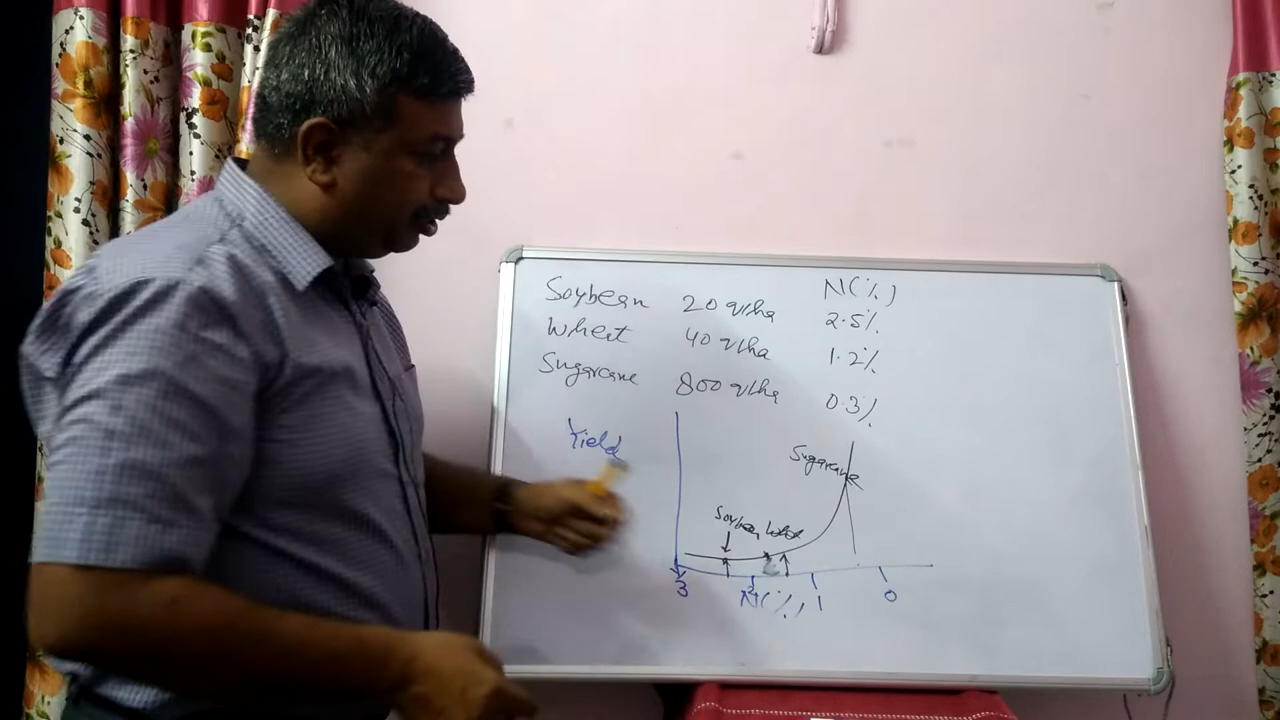 N(%)
Soybean 20 q/ha 2.5%
Wheat 40 q/ha 1.2%
Sugarcane 800 q/ha 0.3%
Yield
Sugarcane
Soybean Wheat
3 2 1 0
N(%)